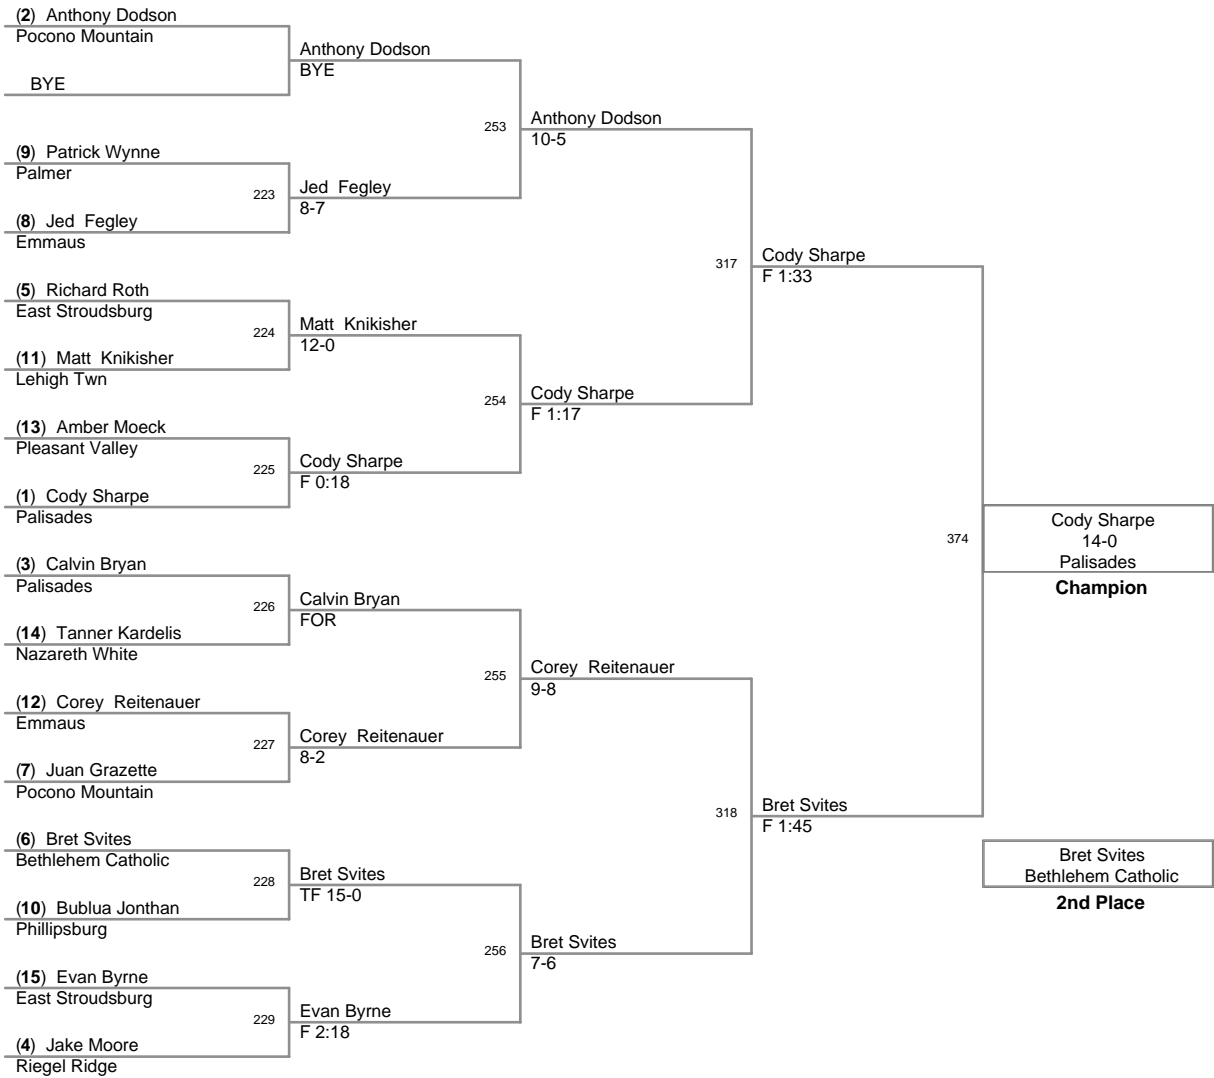 (2) Anthony Dodson
Pocono Mountain
BYE
(9) Patrick Wynne
Palmer
(8) Jed Fegley
Emmaus
(5) Richard Roth
East Stroudsburg
(11) Matt Knikisher
Lehigh Twn
(13) Amber Moeck
Pleasant Valley
(1) Cody Sharpe
Palisades
(3) Calvin Bryan
Palisades
(14) Tanner Kardelis
Nazareth White
(12) Corey Reitenauer
Emmaus
(7) Juan Grazette
Pocono Mountain
(6) Bret Svites
Bethlehem Catholic
(10) Bublua Jonthan
Phillipsburg
(15) Evan Byrne
East Stroudsburg
(4) Jake Moore
Riegel Ridge
Anthony Dodson
BYE
223
Jed Fegley
8-7
224
Matt Knikisher
12-0
225
Cody Sharpe
F 0:18
226
Calvin Bryan
FOR
227
Corey Reitenauer
8-2
228
Bret Svites
TF 15-0
229
Evan Byrne
F 2:18
253
Anthony Dodson
10-5
254
Cody Sharpe
F 1:17
255
Corey Reitenauer
9-8
256
Bret Svites
7-6
317
Cody Sharpe
F 1:33
318
Bret Svites
F 1:45
374
Cody Sharpe
14-0
Palisades
Champion
Bret Svites
Bethlehem Catholic
2nd Place